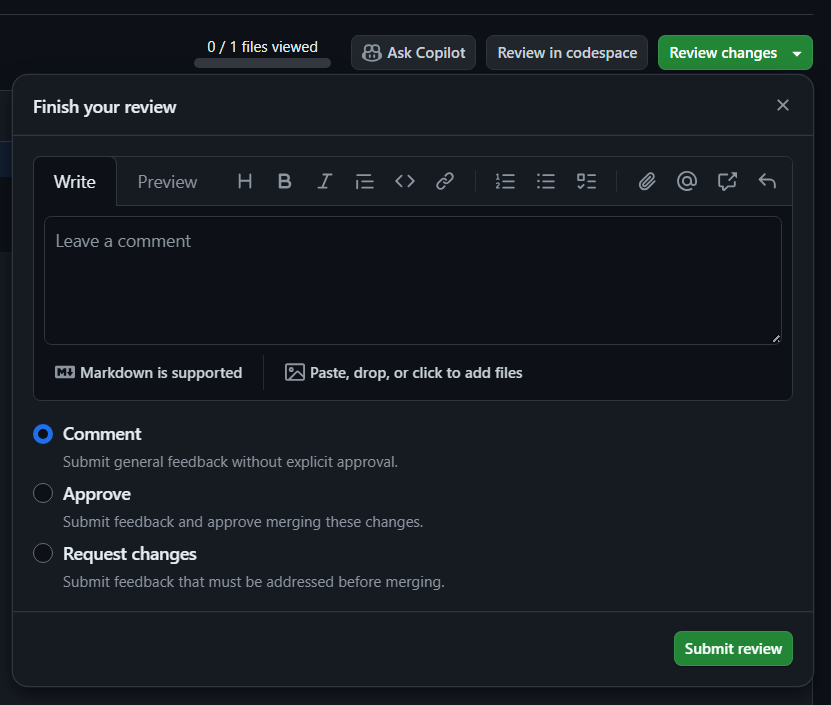 0 / 1 files viewed
Ask Copilot
Review in codespace
Review changes
Finish your review
Write
Preview
Leave a comment
Markdown is supported
Paste, drop, or click to add files
Comment
Submit general feedback without explicit approval.
Approve
Submit feedback and approve merging these changes.
Request changes
Submit feedback that must be addressed before merging.
Submit review